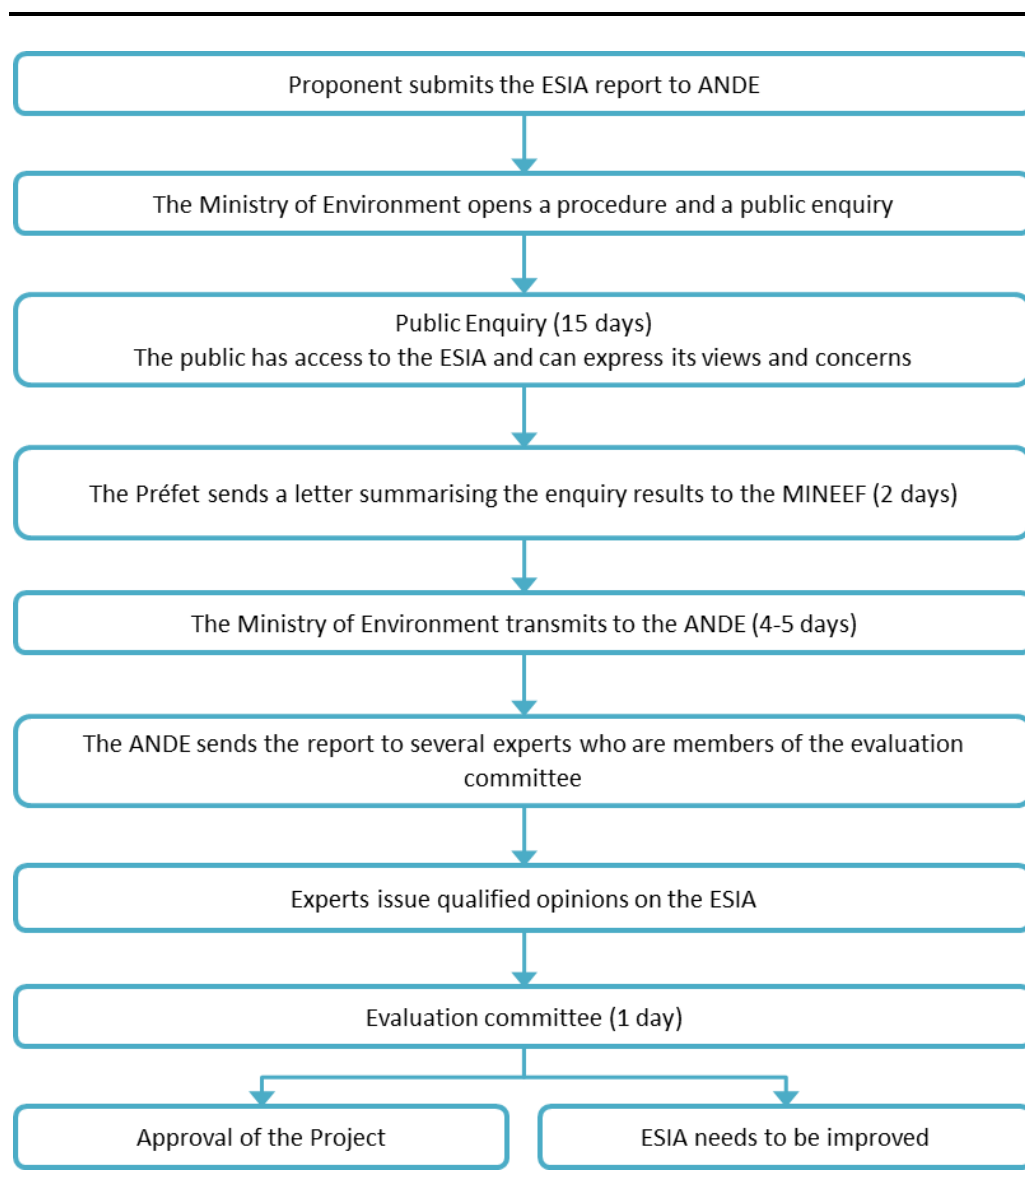 Proponent submits the ESIA report to ANDE
The Ministry of Environment opens a procedure and a public enquiry
Public Enquiry (15 days)
The public has access to the ESIA and can express its views and concerns
The Préfet sends a letter summarising the enquiry results to the MINEEF (2 days)
The Ministry of Environment transmits to the ANDE (4-5 days)
The ANDE sends the report to several experts who are members of the evaluation
committee
Experts issue qualified opinions on the ESIA
Evaluation committee (1 day)
Approval of the Project
ESIA needs to be improved